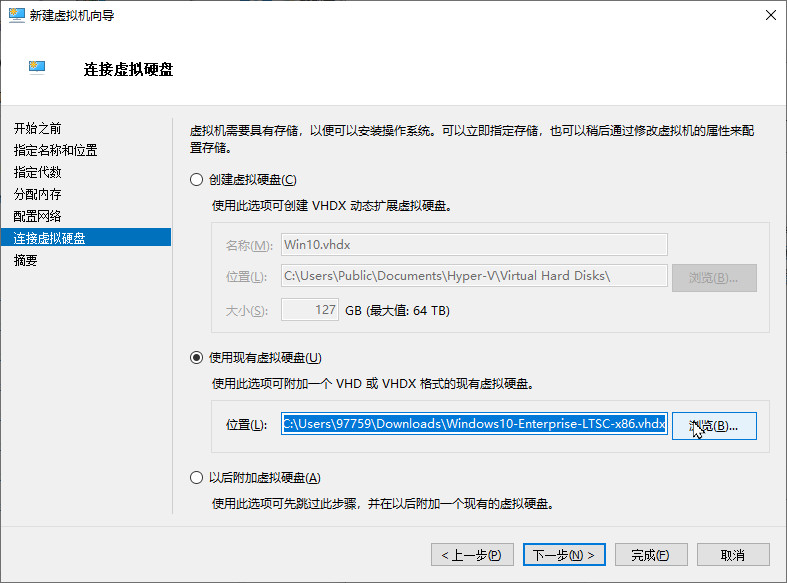 新建虚拟机向导
连接虚拟硬盘
开始之前
指定名称和位置
指定代数
分配内存
配置网络
连接虚拟硬盘
摘要
虚拟机需要具有存储，以便可以安装操作系统。可以立即指定存储，也可以稍后通过修改虚拟机的属性来配
置存储。
创建虚拟硬盘(C)
使用此选项可创建 VHDX 动态扩展虚拟硬盘。
名称(M): Win10.vhdx
位置(L): C:\Users\Public\Documents\Hyper-V\Virtual Hard Disks\ 浏览(B)...
大小(S): 127 GB (最大值: 64 TB)
使用现有虚拟硬盘(U)
使用此选项可附加一个 VHD 或 VHDX 格式的现有虚拟硬盘。
位置(L): C:\Users\97759\Downloads\Windows10-Enterprise-LTSC-x86.vhdx 浏览(B)...
以后附加虚拟硬盘(A)
使用此选项可先跳过此步骤，并在以后附加一个现有的虚拟硬盘。
< 上一步(P) 下一步(N) > 完成(F) 取消